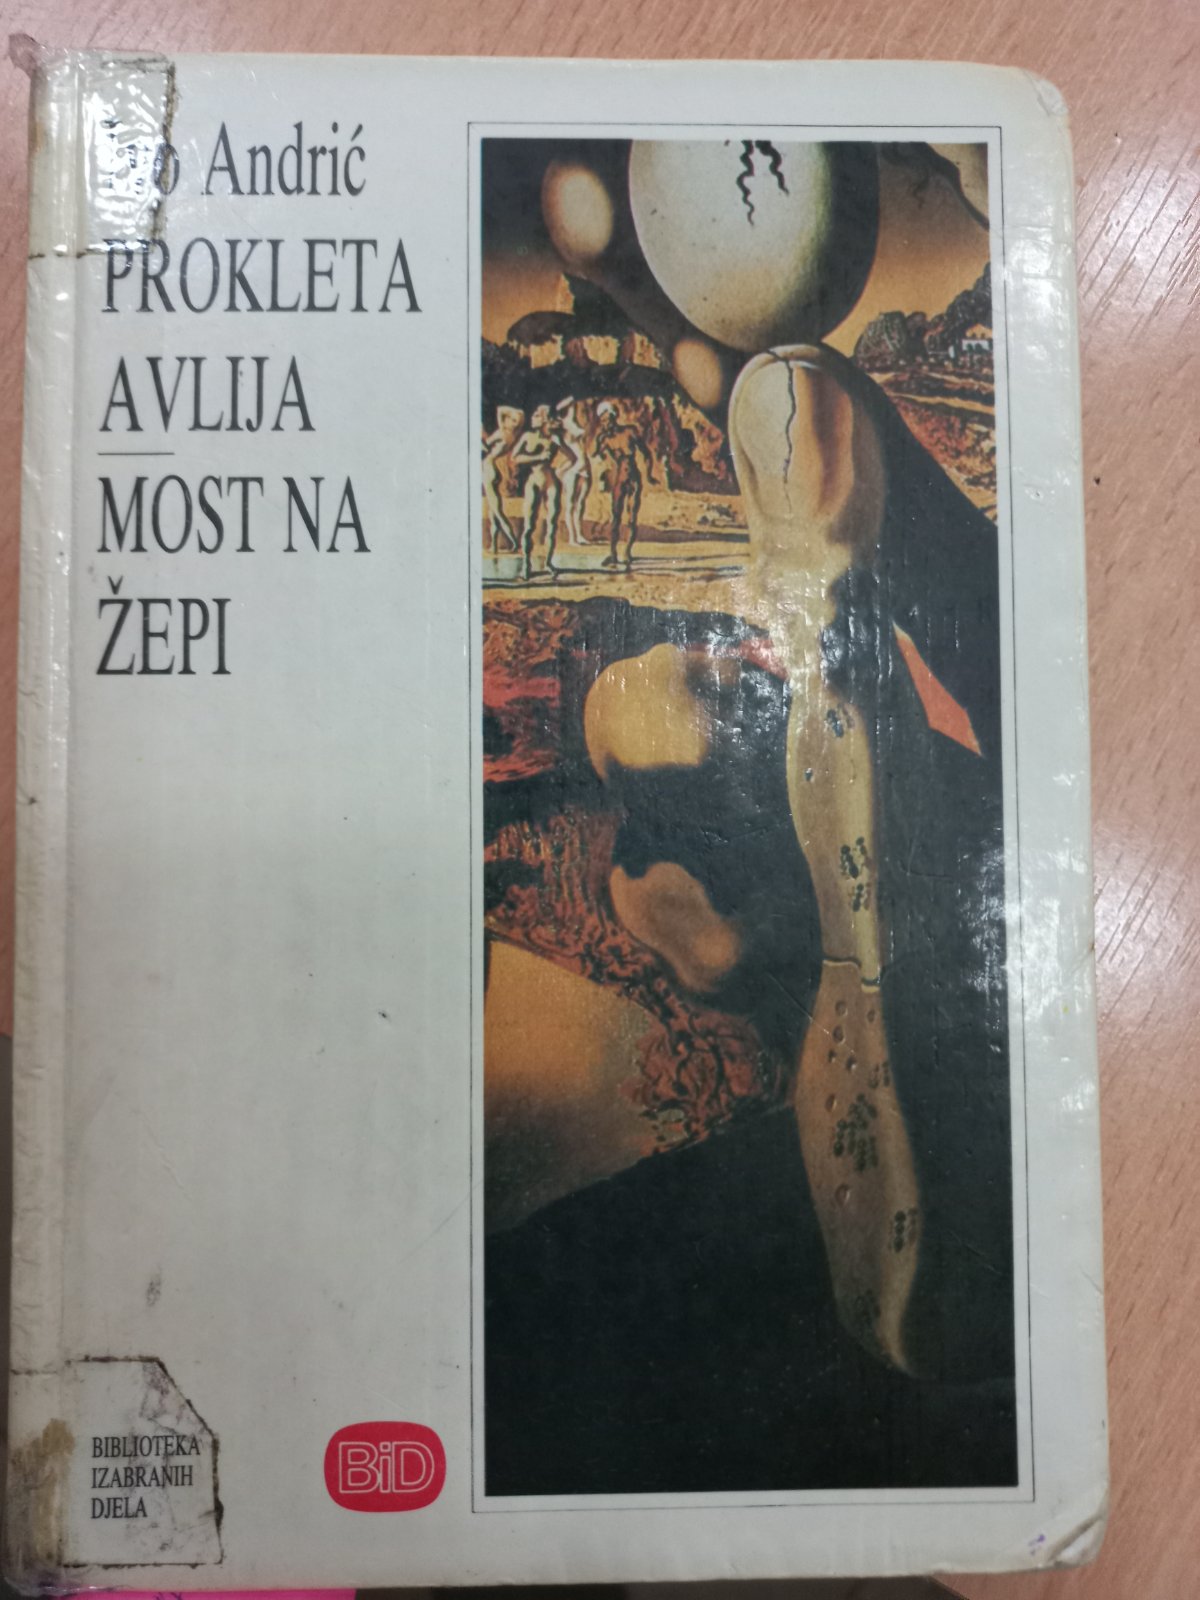 Andrić
PROKLETA
AVLIJA
MOST NA
ŽEPI
BIBLIOTEKA
IZABRANIH
DJELA
BiD